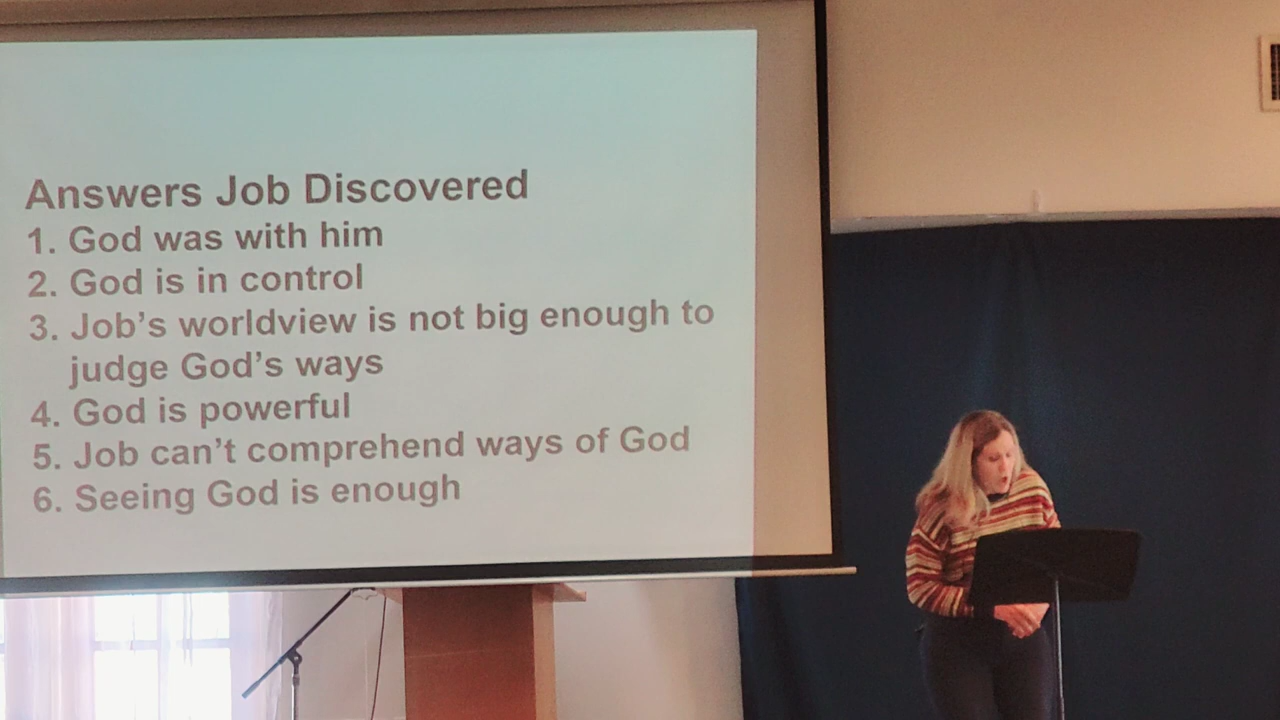 Answers Job Discovered
1. God was with him
2. God is in control
3. Job's worldview is not big enough to
judge God's ways
4. God is powerful
5. Job can't comprehend ways of God
6. Seeing God is enough